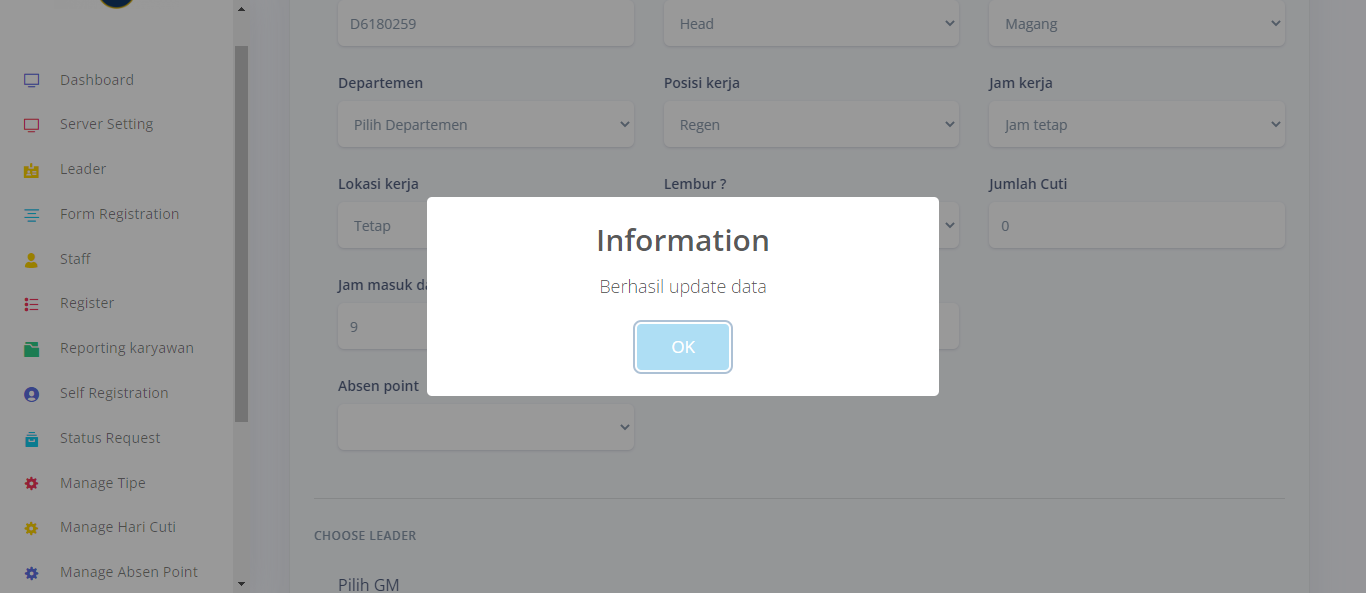 Dashboard
Server Setting
Leader
Form Registration
Staff
Register
Reporting karyawan
Self Registration
Status Request
Manage Tipe
Manage Hari Cuti
Manage Absen Point
D6180259
Head
Magang
Departemen
Posisi kerja
Jam kerja
Pilih Departemen
Regen
Jam tetap
Lokasi kerja
Lembur ?
Jumlah Cuti
Tetap
0
Jam masuk da
9
Absen point
Information
Berhasil update data
OK
CHOOSE LEADER
Pilih GM